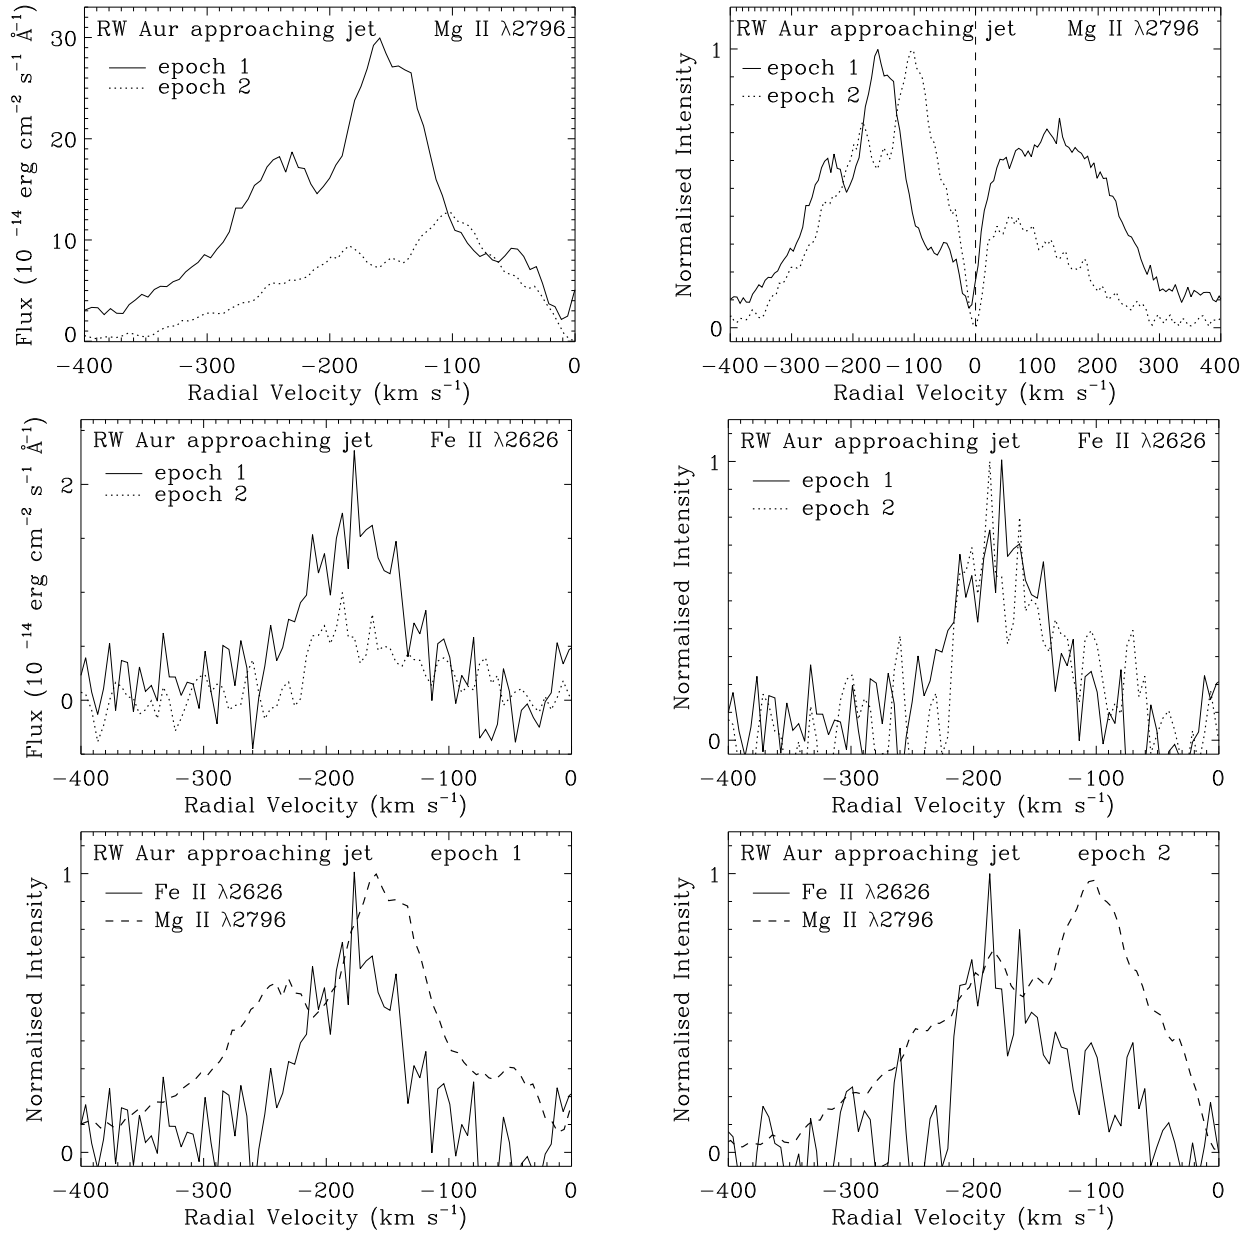 RW Aur approaching jet Mg II λ2796
epoch 1
epoch 2
30
20
10
0
Flux (10 ⁻¹⁴ erg cm⁻² s⁻¹ Å⁻¹)
−400 −300 −200 −100 0
Radial Velocity (km s⁻¹)
RW Aur approaching jet Mg II λ2796
epoch 1
epoch 2
1
0
Normalised Intensity
−400 −300 −200 −100 0 100 200 300 400
Radial Velocity (km s⁻¹)
RW Aur approaching jet Fe II λ2626
epoch 1
epoch 2
2
0
Flux (10 ⁻¹⁴ erg cm⁻² s⁻¹ Å⁻¹)
−400 −300 −200 −100 0
Radial Velocity (km s⁻¹)
RW Aur approaching jet Fe II λ2626
epoch 1
epoch 2
1
0
Normalised Intensity
−400 −300 −200 −100 0
Radial Velocity (km s⁻¹)
RW Aur approaching jet epoch 1
Fe II λ2626
Mg II λ2796
1
0
Normalised Intensity
−400 −300 −200 −100 0
Radial Velocity (km s⁻¹)
RW Aur approaching jet epoch 2
Fe II λ2626
Mg II λ2796
1
0
Normalised Intensity
−400 −300 −200 −100 0
Radial Velocity (km s⁻¹)